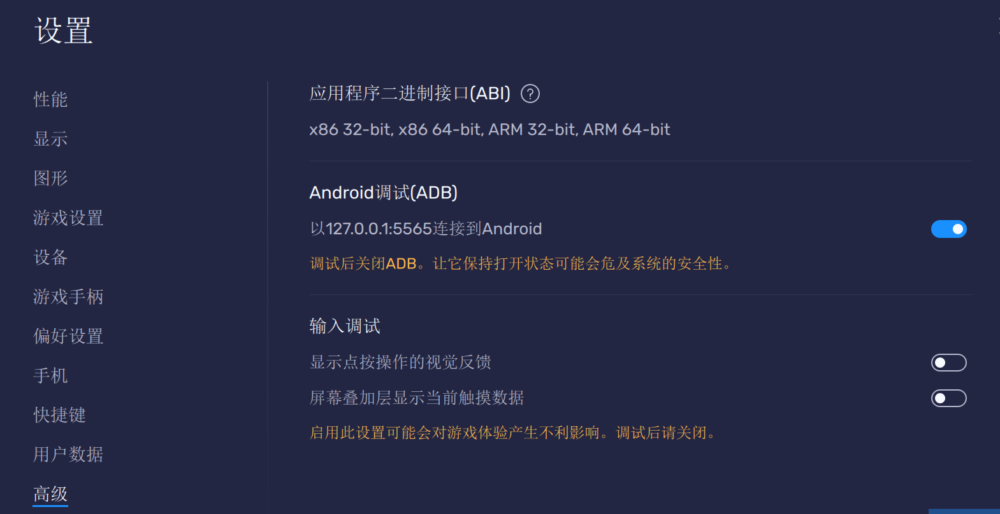 设置
性能
显示
图形
游戏设置
设备
游戏手柄
偏好设置
手机
快捷键
用户数据
高级
应用程序二进制接口(ABI) ?
x86 32-bit, x86 64-bit, ARM 32-bit, ARM 64-bit
Android调试(ADB)
以127.0.0.1:5565连接到Android
调试后关闭ADB。让它保持打开状态可能会危及系统的安全性。
输入调试
显示点按操作的视觉反馈
屏幕叠加层显示当前触摸数据
启用此设置可能会对游戏体验产生不利影响。调试后请关闭。